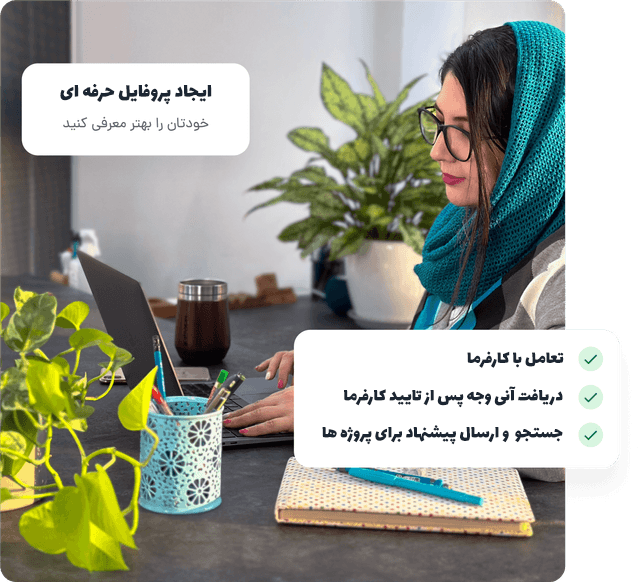 ایجاد پروفایل حرفه ای
خودتان را بهتر معرفی کنید
تعامل با کارفرما
دریافت آنی وجه پس از تایید کارفرما
جستجو و ارسال پیشنهاد برای پروژه ها